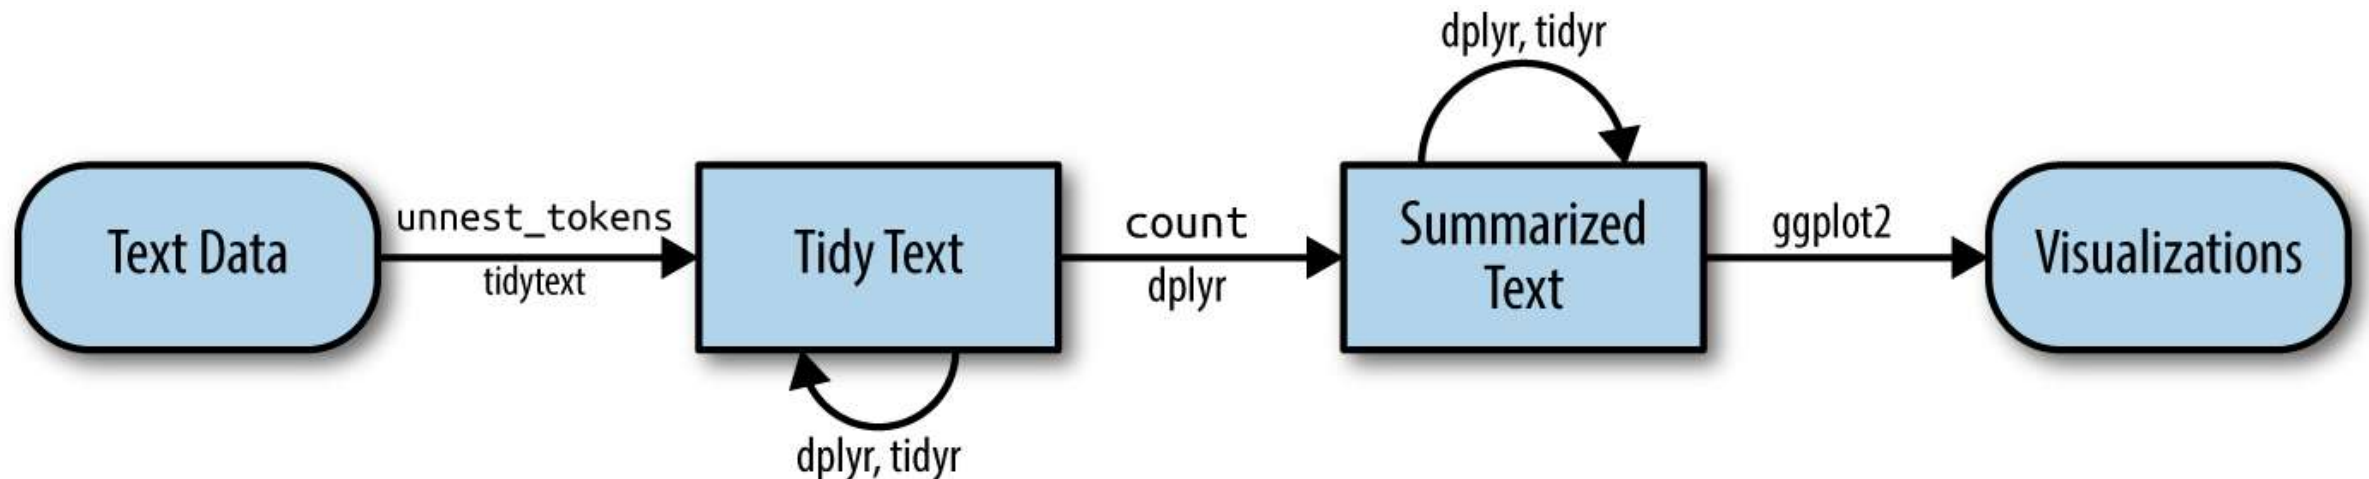 dplyr, tidyr
Text Data
unnest_tokens
tidytext
Tidy Text
count
dplyr
Summarized
Text
ggplot2
Visualizations
dplyr, tidyr